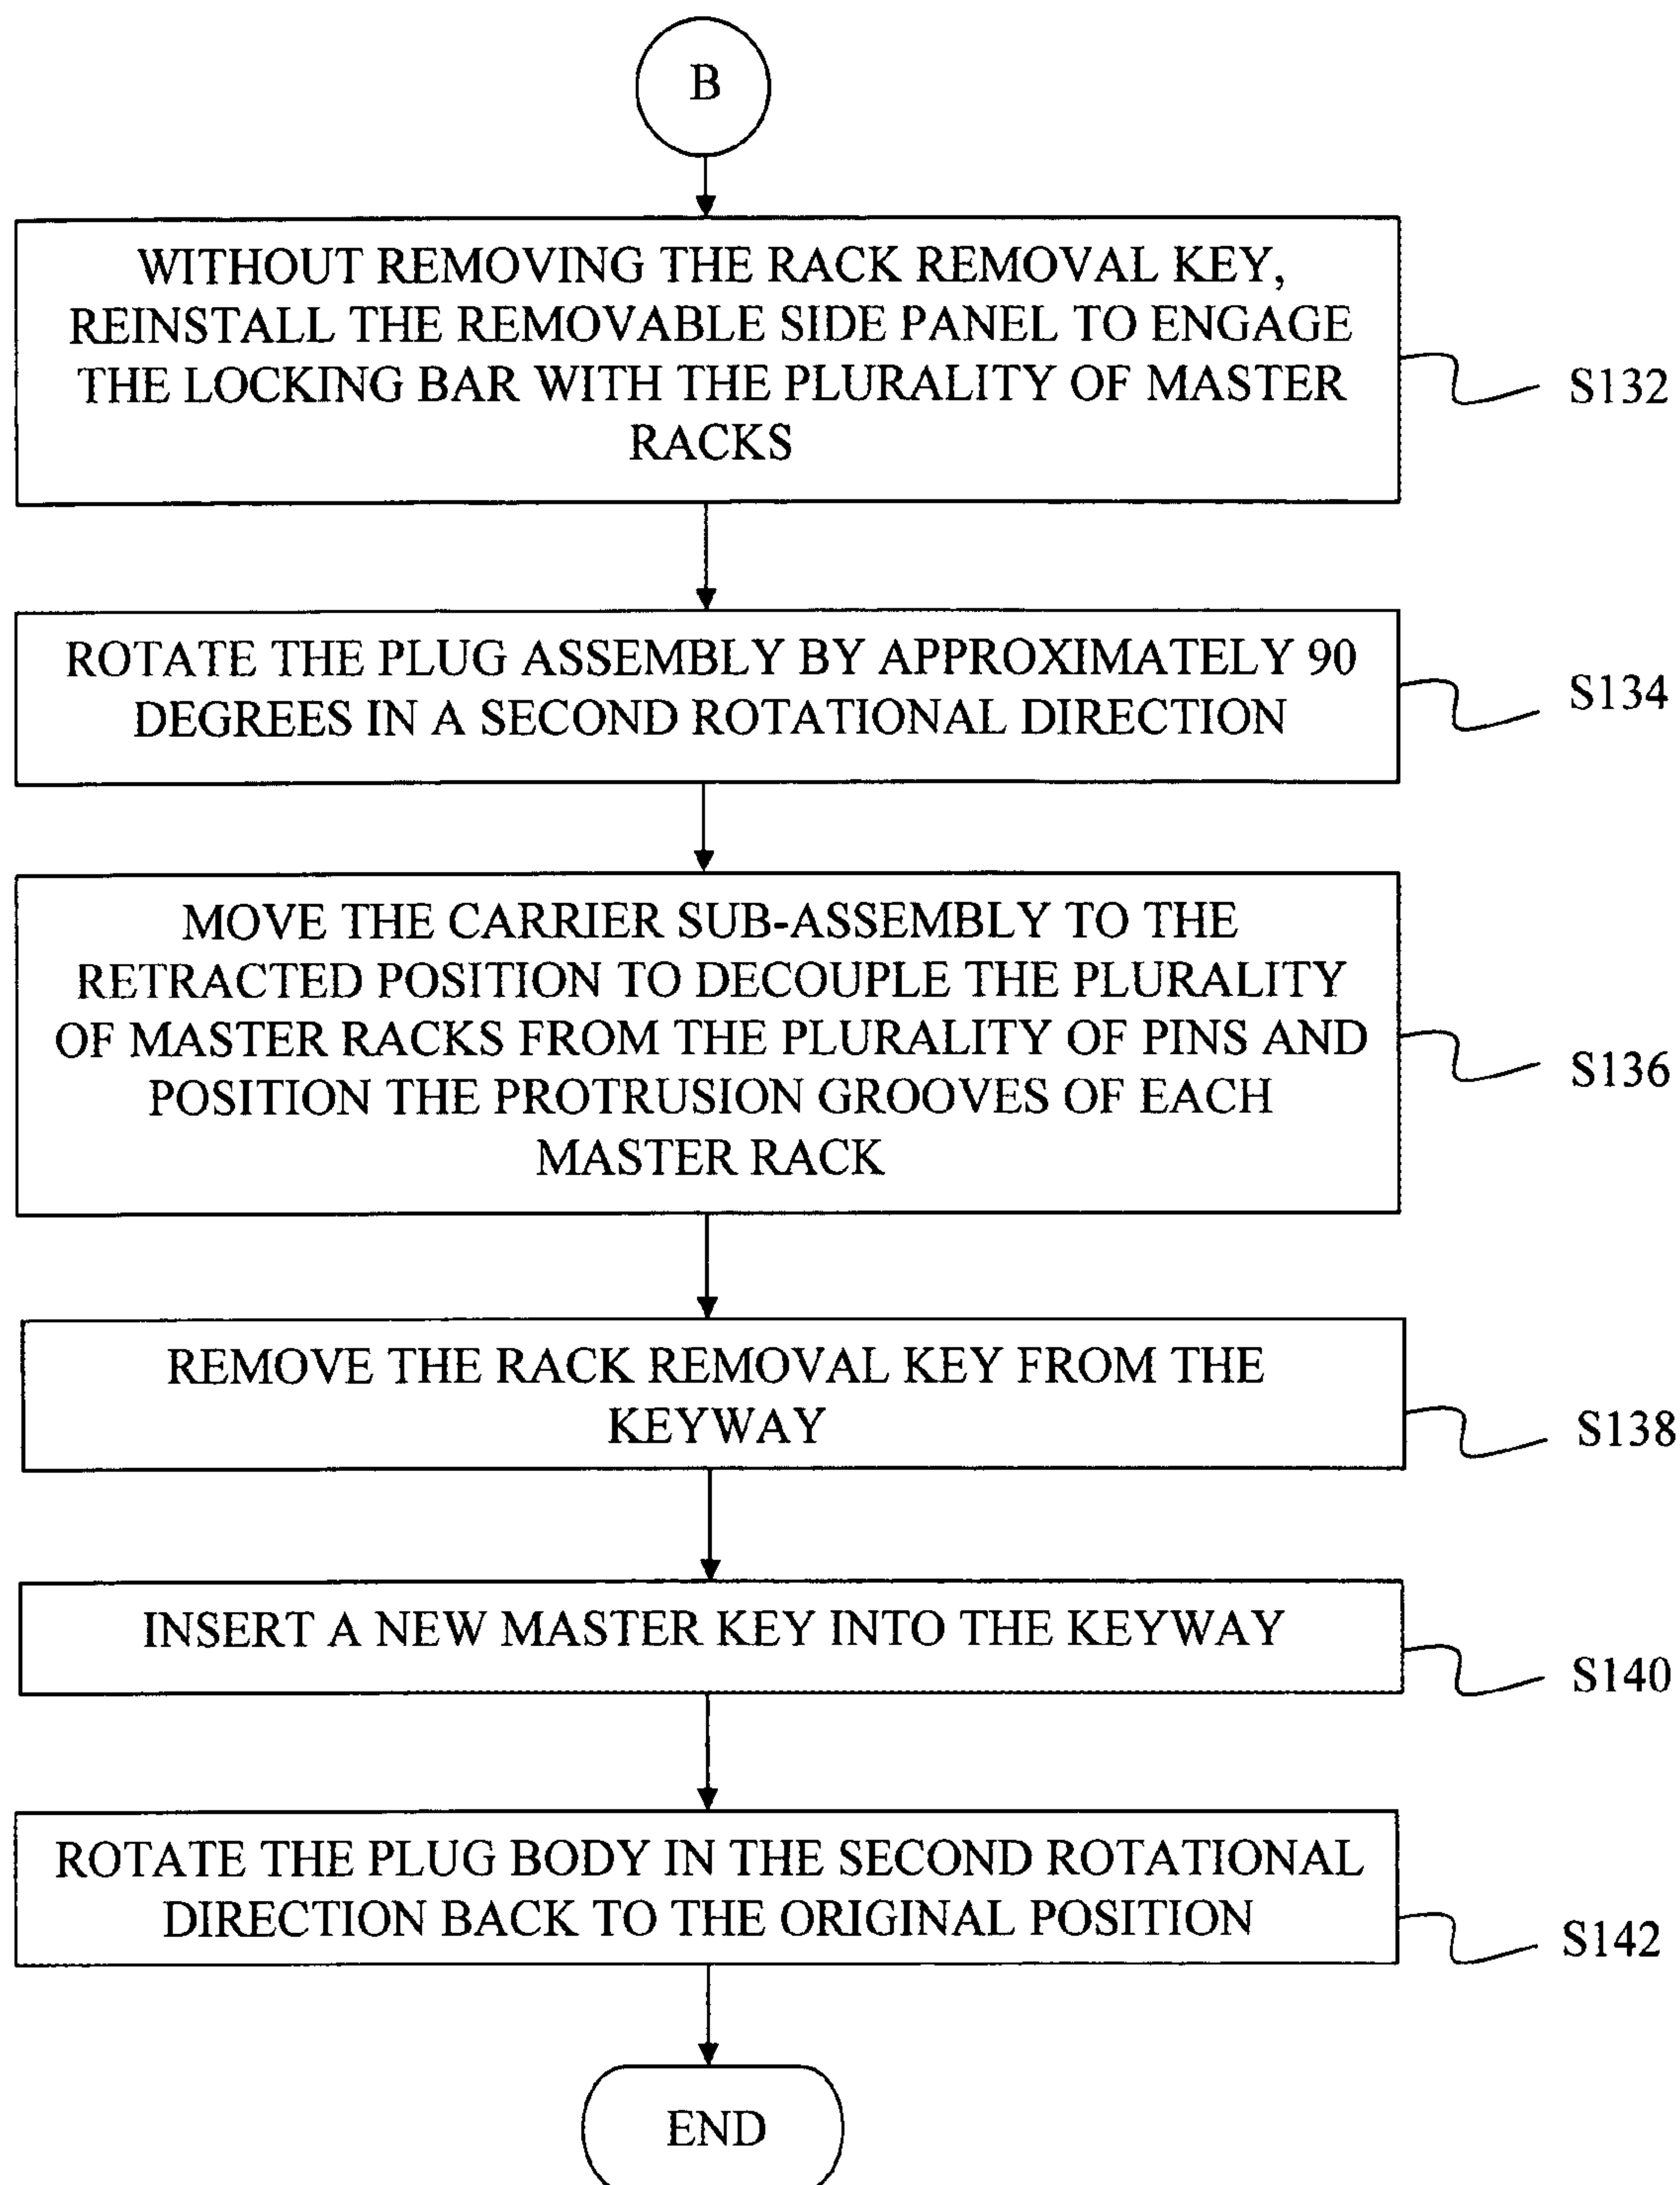 B
WITHOUT REMOVING THE RACK REMOVAL KEY,
REINSTALL THE REMOVABLE SIDE PANEL TO ENGAGE
THE LOCKING BAR WITH THE PLURALITY OF MASTER
RACKS
S132
ROTATE THE PLUG ASSEMBLY BY APPROXIMATELY 90
DEGREES IN A SECOND ROTATIONAL DIRECTION
S134
MOVE THE CARRIER SUB-ASSEMBLY TO THE
RETRACTED POSITION TO DECOUPLE THE PLURALITY
OF MASTER RACKS FROM THE PLURALITY OF PINS AND
POSITION THE PROTRUSION GROOVES OF EACH
MASTER RACK
S136
REMOVE THE RACK REMOVAL KEY FROM THE
KEYWAY
S138
INSERT A NEW MASTER KEY INTO THE KEYWAY
S140
ROTATE THE PLUG BODY IN THE SECOND ROTATIONAL
DIRECTION BACK TO THE ORIGINAL POSITION
S142
END